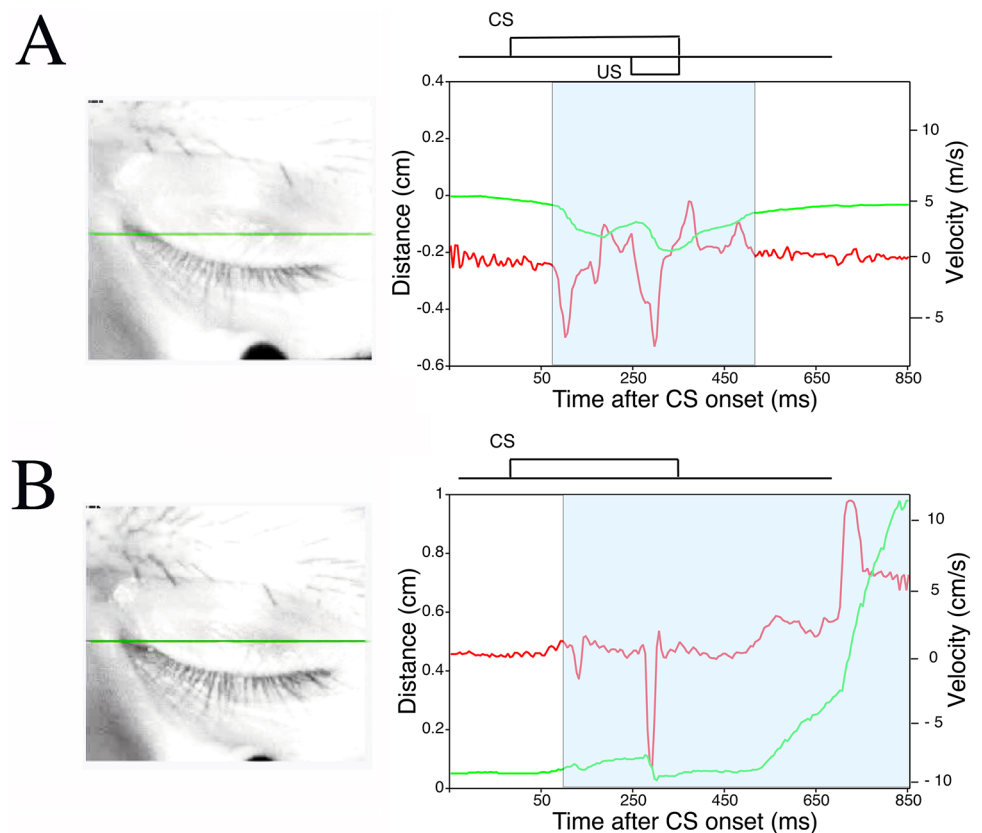 A
CS
US
0.4
0.2
0
-0.2
-0.4
-0.6
Distance (cm)
10
5
0
- 5
Velocity (m/s)
50 250 450 650 850
Time after CS onset (ms)
B
CS
1
0.8
0.6
0.4
0.2
0
Distance (cm)
10
5
0
- 5
- 10
Velocity (cm/s)
50 250 450 650 850
Time after CS onset (ms)